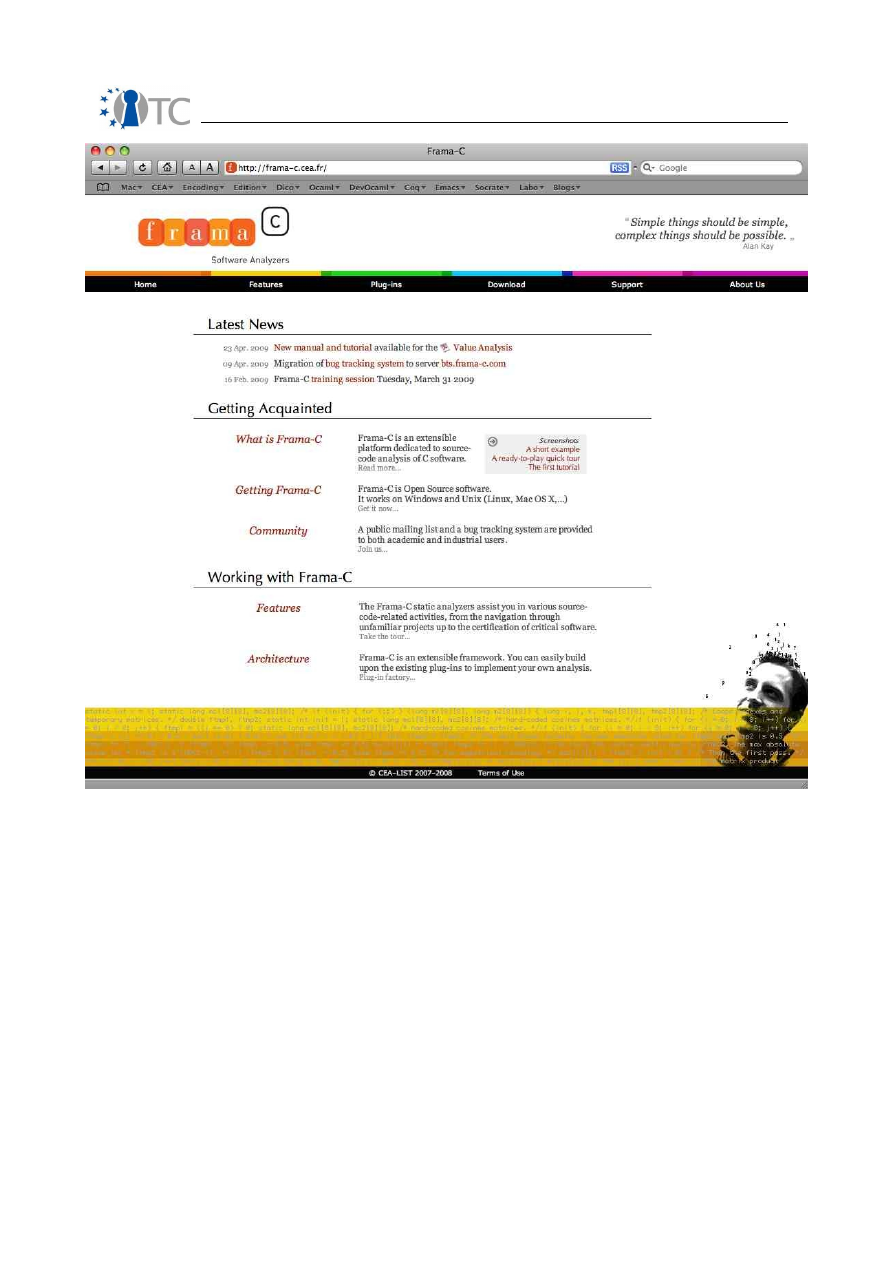 TC
Frama-C
A A http://frama-c.cea.fr/ RSS Google
Mac CEA Encoding Edition Dico Ocaml DevOcaml Coq Emacs Socrate Labo Blogs
frama C
Software Analyzers
“ Simple things should be simple,
complex things should be possible. „
Alan Kay
Home Features Plug-ins Download Support About Us
Latest News
23 Apr. 2009 New manual and tutorial available for the Value Analysis
09 Apr. 2009 Migration of bug tracking system to server bts.frama-c.com
16 Feb. 2009 Frama-C training session Tuesday, March 31 2009
Getting Acquainted
What is Frama-C
Frama-C is an extensible
platform dedicated to source-
code analysis of C software.
Read more...
Screenshots
A short example
A ready-to-play quick tour
-The first tutorial
Getting Frama-C
Frama-C is Open Source software.
It works on Windows and Unix (Linux, Mac OS X,...)
Get it now...
Community
A public mailing list and a bug tracking system are provided
to both academic and industrial users.
Join us...
Working with Frama-C
Features
The Frama-C static analyzers assist you in various source-
code-related activities, from the navigation through
unfamiliar projects up to the certification of critical software.
Take the tour...
Architecture
Frama-C is an extensible framework. You can easily build
upon the existing plug-ins to implement your own analysis.
Plug-in factory...
© CEA-LIST 2007-2008 Terms of Use